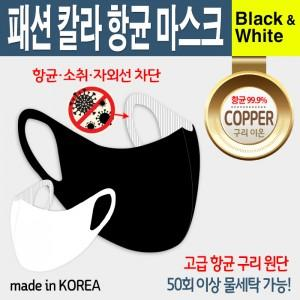 패션 칼라 항균 마스크
Black &
White
항균·소취·자외선 차단
항균99.9%
COPPER
구리 이온
made in KOREA
고급 항균 구리 원단
50회 이상 물세탁 가능!